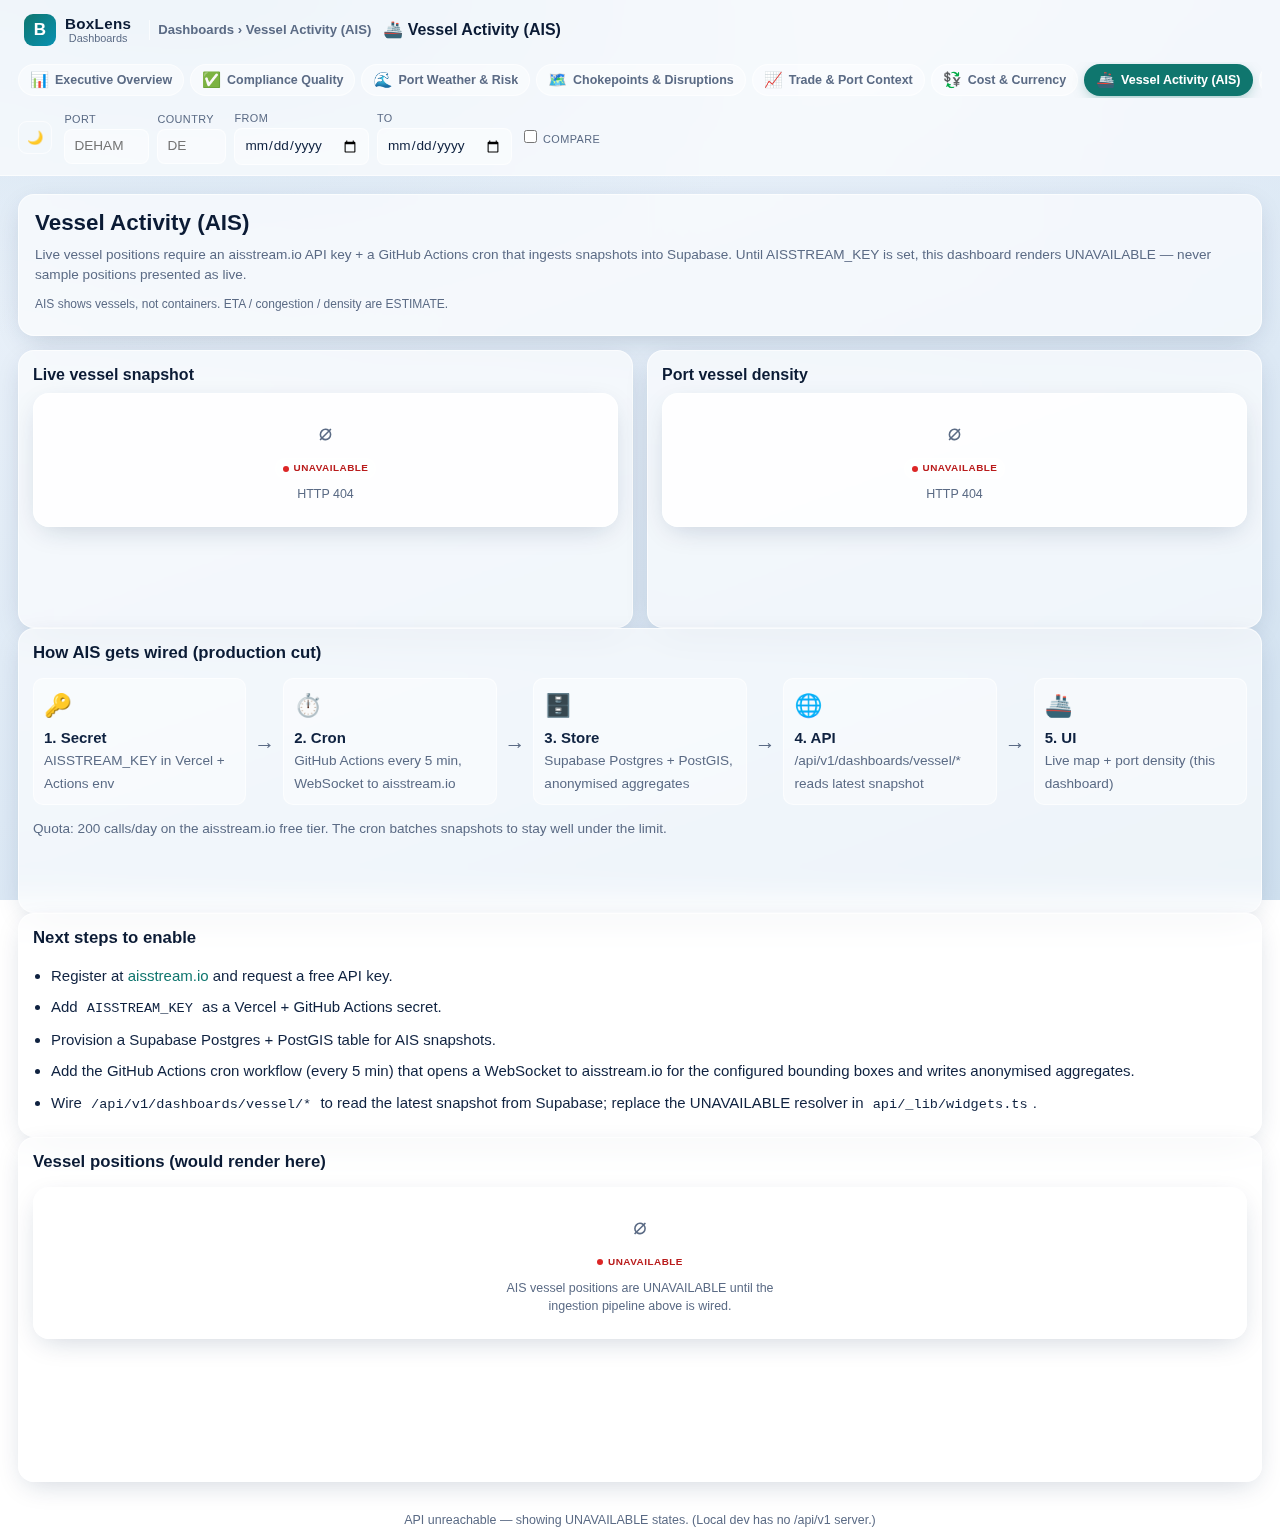 B BoxLens
Dashboards
Dashboards › Vessel Activity (AIS) 🚢 Vessel Activity (AIS)
📊 Executive Overview ✅ Compliance Quality 🌊 Port Weather & Risk 🗺️ Chokepoints & Disruptions 📈 Trade & Port Context 💱 Cost & Currency 🚢 Vessel Activity (AIS)
PORT COUNTRY FROM TO
🌙 DEHAM DE mm/dd/yyyy mm/dd/yyyy COMPARE
Vessel Activity (AIS)
Live vessel positions require an aisstream.io API key + a GitHub Actions cron that ingests snapshots into Supabase. Until AISSTREAM_KEY is set, this dashboard renders UNAVAILABLE — never
sample positions presented as live.
AIS shows vessels, not containers. ETA / congestion / density are ESTIMATE.
Live vessel snapshot
∅
UNAVAILABLE
HTTP 404
Port vessel density
∅
UNAVAILABLE
HTTP 404
How AIS gets wired (production cut)
🔑
1. Secret
AISSTREAM_KEY in Vercel +
Actions env
→
⏱️
2. Cron
GitHub Actions every 5 min,
WebSocket to aisstream.io
→
🗄️
3. Store
Supabase Postgres + PostGIS,
anonymised aggregates
→
🌐
4. API
/api/v1/dashboards/vessel/*
reads latest snapshot
→
🚢
5. UI
Live map + port density (this
dashboard)
Quota: 200 calls/day on the aisstream.io free tier. The cron batches snapshots to stay well under the limit.
Next steps to enable
• Register at aisstream.io and request a free API key.
• Add AISSTREAM_KEY as a Vercel + GitHub Actions secret.
• Provision a Supabase Postgres + PostGIS table for AIS snapshots.
• Add the GitHub Actions cron workflow (every 5 min) that opens a WebSocket to aisstream.io for the configured bounding boxes and writes anonymised aggregates.
• Wire /api/v1/dashboards/vessel/* to read the latest snapshot from Supabase; replace the UNAVAILABLE resolver in api/_lib/widgets.ts .
Vessel positions (would render here)
∅
UNAVAILABLE
AIS vessel positions are UNAVAILABLE until the
ingestion pipeline above is wired.
API unreachable — showing UNAVAILABLE states. (Local dev has no /api/v1 server.)